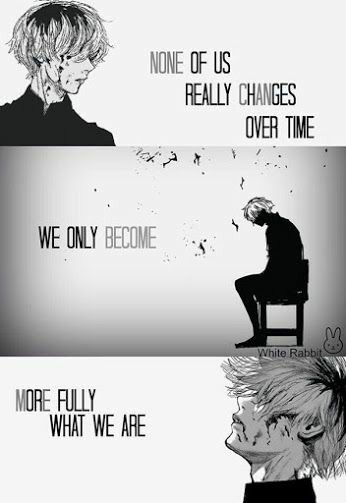 NONE OF US
REALLY CHANGES
OVER TIME
WE ONLY BECOME
White Rabbit
MORE FULLY
WHAT WE ARE